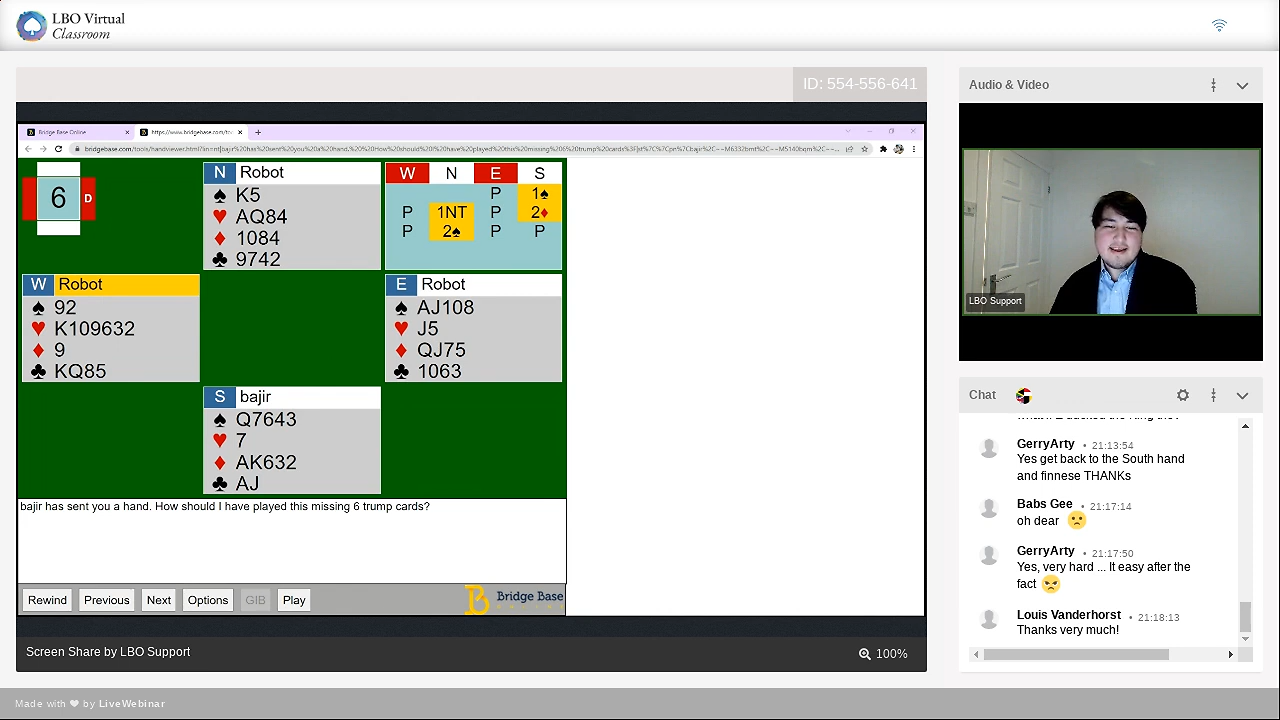 LBO Virtual
Classroom
ID: 554-556-641
Bridge Base Online
https://www.bridgebase.com/to
6
D
N Robot
♠ K5
♥ AQ84
♦ 1084
♣ 9742
W N E S
P 1♠
P 1NT P 2♦
P 2♠ P P
W Robot
♠ 92
♥ K109632
♦ 9
♣ KQ85
E Robot
♠ AJ108
♥ J5
♦ QJ75
♣ 1063
S bajir
♠ Q7643
♥ 7
♦ AK632
♣ AJ
bajir has sent you a hand. How should I have played this missing 6 trump cards?
Rewind Previous Next Options GIB Play
Bridge Base
Screen Share by LBO Support
100%
Audio & Video
LBO Support
Chat
GerryArty • 21:13:54
Yes get back to the South hand
and finnese THANKs
Babs Gee • 21:17:14
oh dear
GerryArty • 21:17:50
Yes, very hard ... It easy after the
fact
Louis Vanderhorst • 21:18:13
Thanks very much!
Made with ❤ by LiveWebinar